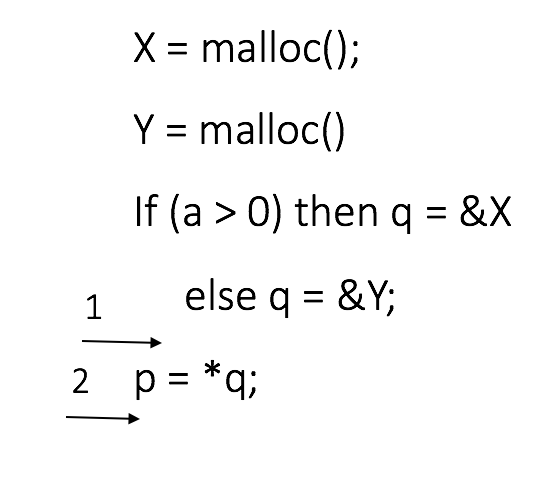 X = malloc();
Y = malloc()
If (a > 0) then q = &X
else q = &Y;
1
2 p = *q;